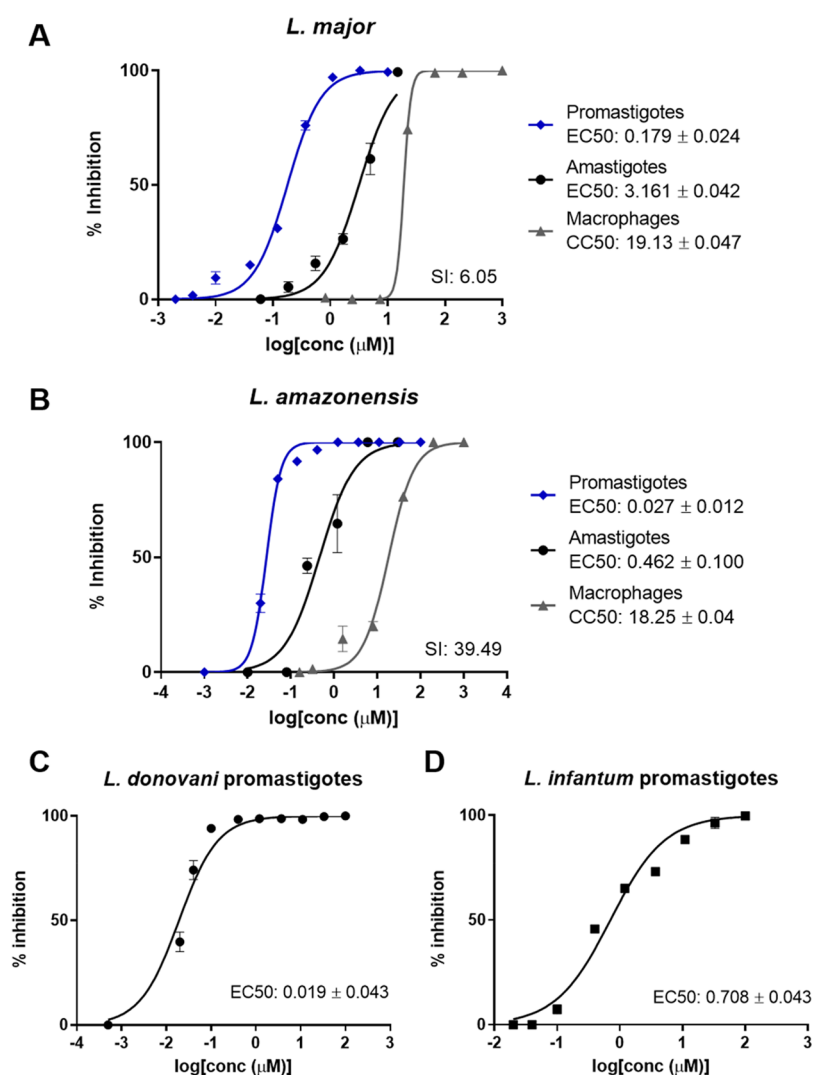 A
L. major
100
50
0
% Inhibition
-3 -2 -1 0 1 2 3
log[conc (μM)]
SI: 6.05
Promastigotes
EC50: 0.179 ± 0.024
Amastigotes
EC50: 3.161 ± 0.042
Macrophages
CC50: 19.13 ± 0.047
B
L. amazonensis
100
50
0
% Inhibition
-4 -3 -2 -1 0 1 2 3 4
log[conc (μM)]
SI: 39.49
Promastigotes
EC50: 0.027 ± 0.012
Amastigotes
EC50: 0.462 ± 0.100
Macrophages
CC50: 18.25 ± 0.04
C
L. donovani promastigotes
100
50
0
% inhibition
-4 -3 -2 -1 0 1 2 3
log[conc (μM)]
EC50: 0.019 ± 0.043
D
L. infantum promastigotes
100
50
0
% inhibition
-2 -1 0 1 2 3
log[conc (μM)]
EC50: 0.708 ± 0.043